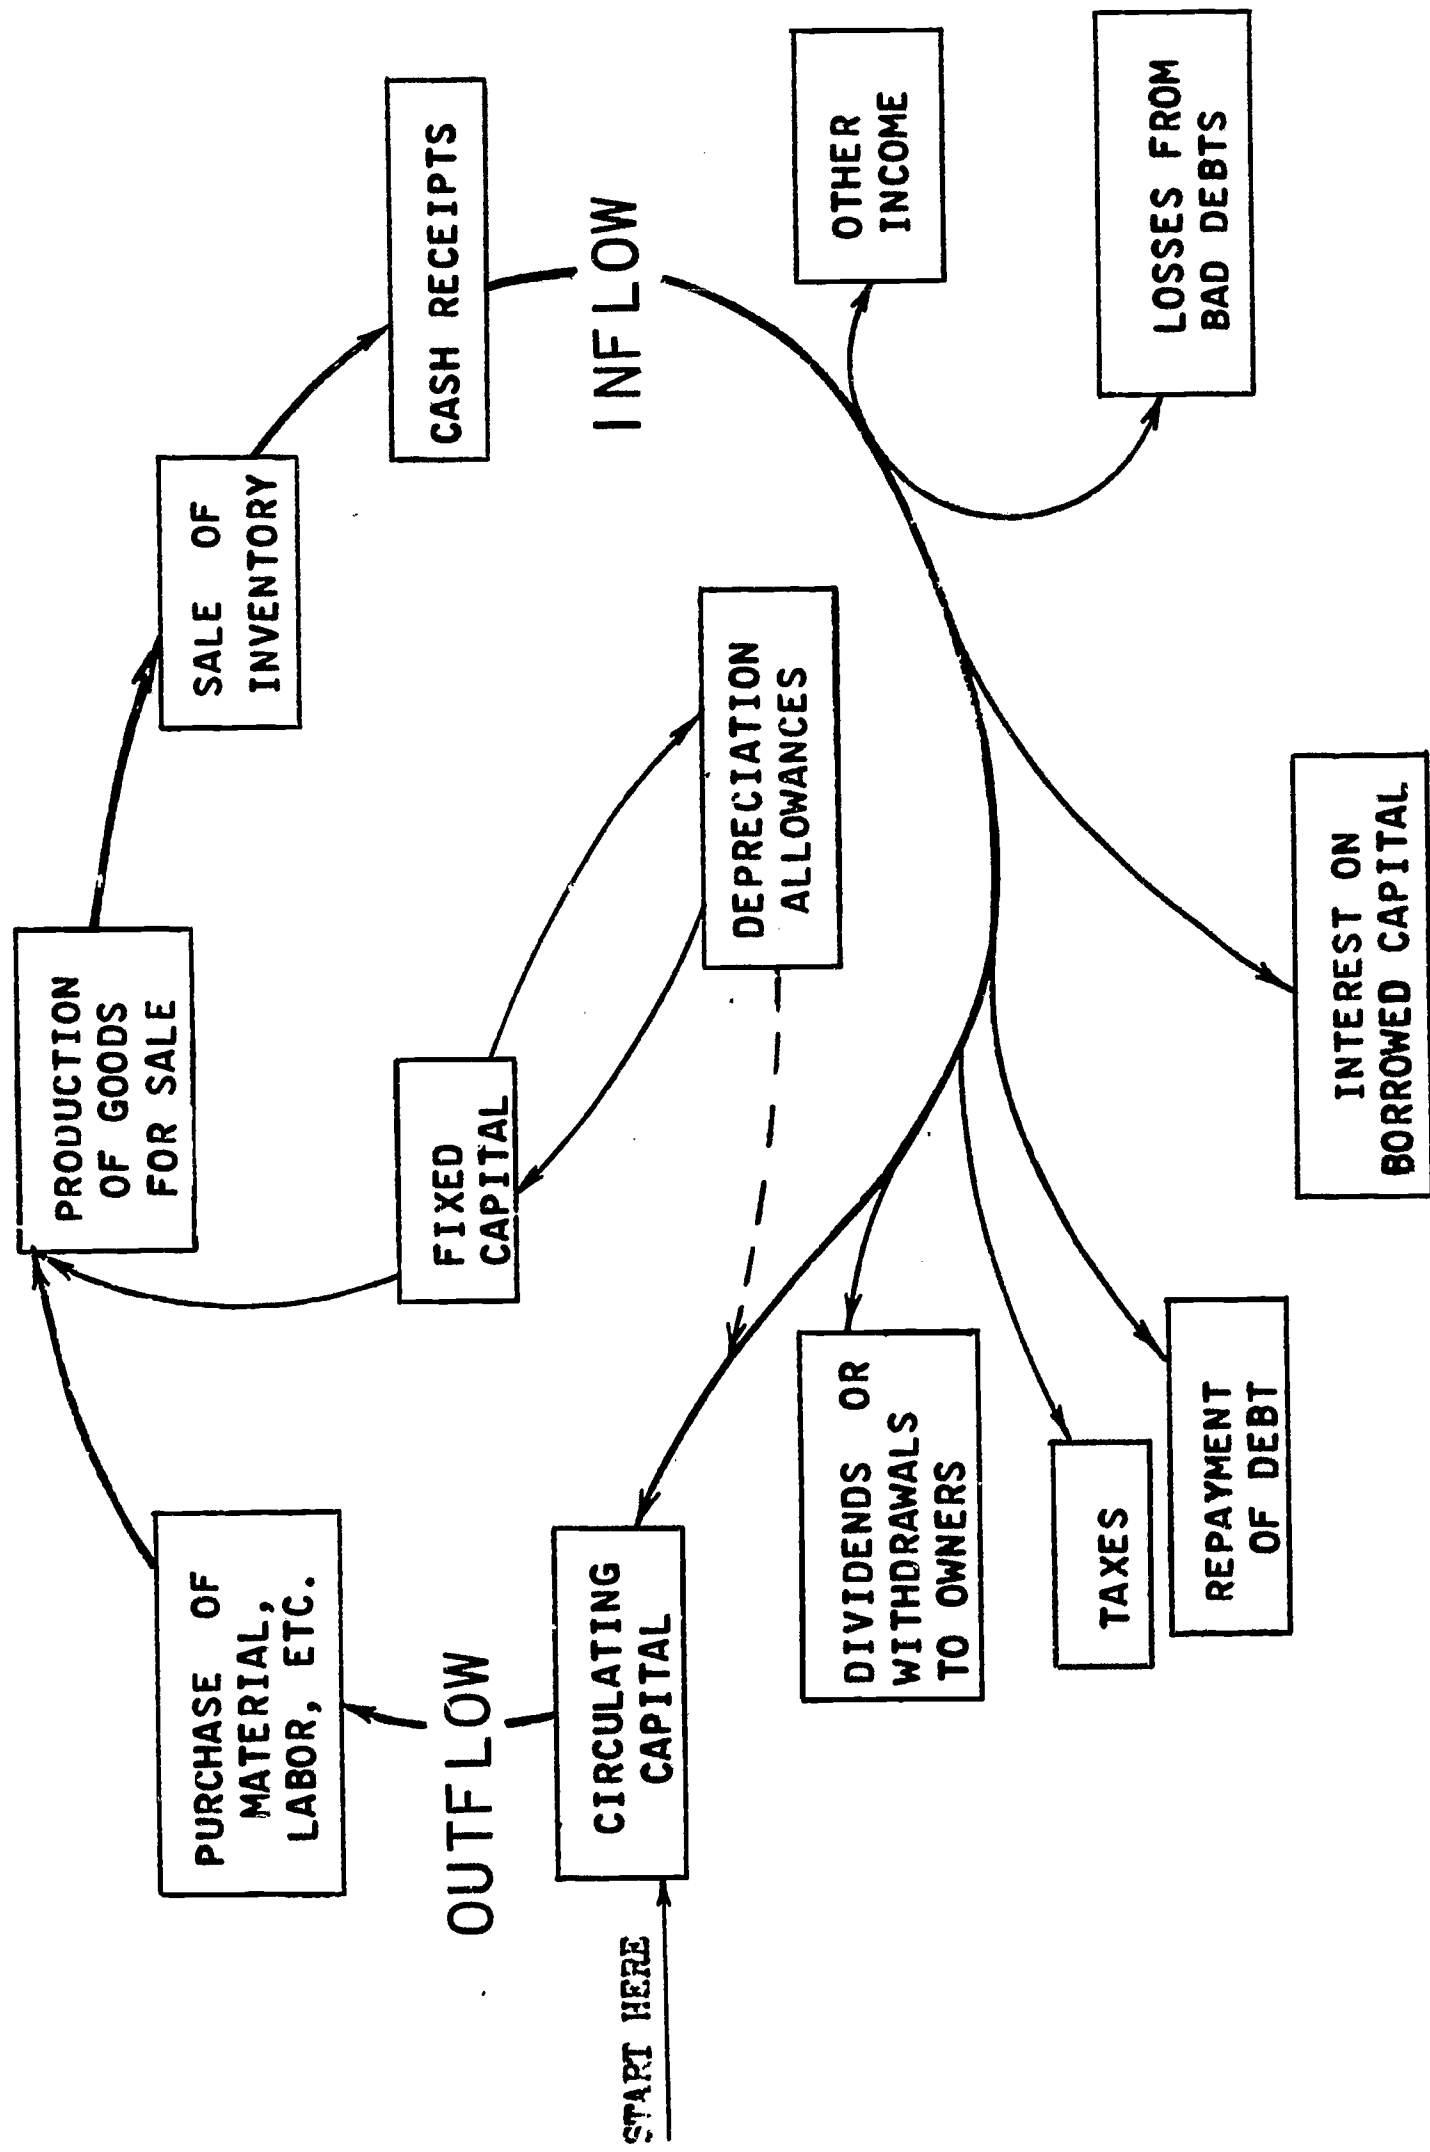 START HERE
CIRCULATING
CAPITAL
OUTFLOW
PURCHASE OF
MATERIAL,
LABOR, ETC.
PRODUCTION
OF GOODS
FOR SALE
SALE OF
INVENTORY
CASH RECEIPTS
INFLOW
OTHER
INCOME
LOSSES FROM
BAD DEBTS
FIXED
CAPITAL
DEPRECIATION
ALLOWANCES
INTEREST ON
BORROWED CAPITAL
REPAYMENT
OF DEBT
TAXES
DIVIDENDS OR
WITHDRAWALS
TO OWNERS